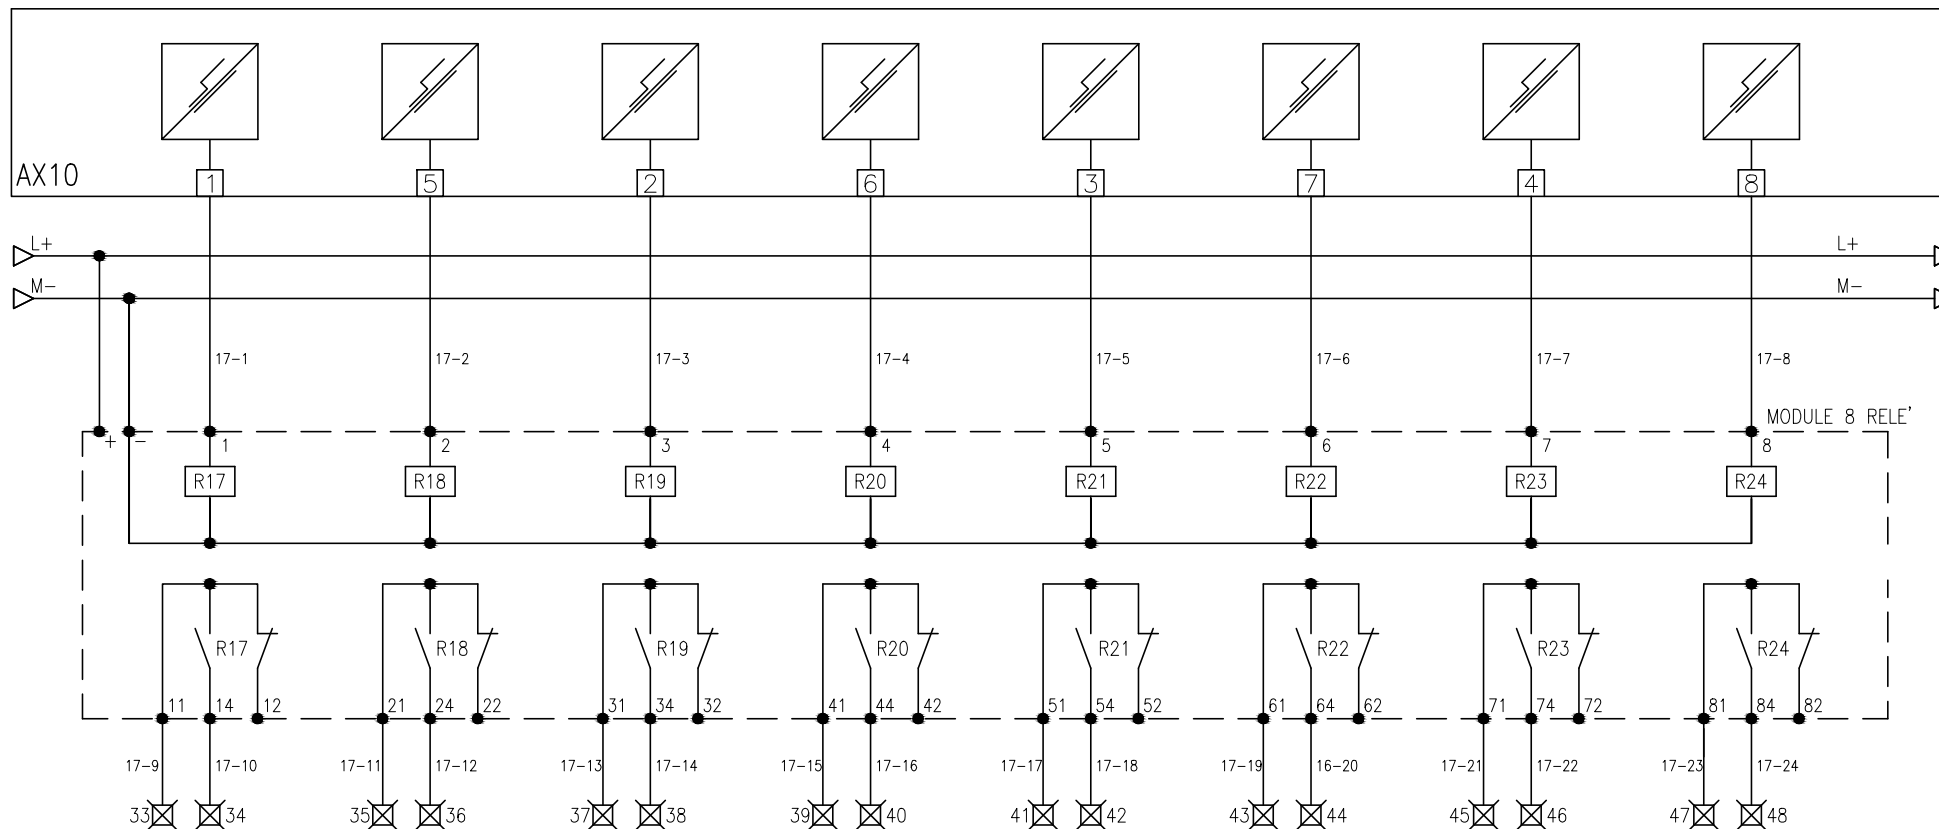 AX10 1 5 2 6 3 7 4 8
L+ L+
M- M-
17-1 17-2 17-3 17-4 17-5 17-6 17-7 17-8
MODULE 8 RELE'
+ - 1 2 3 4 5 6 7 8
R17 R18 R19 R20 R21 R22 R23 R24
R17 R18 R19 R20 R21 R22 R23 R24
11 14 12 21 24 22 31 34 32 41 44 42 51 54 52 61 64 62 71 74 72 81 84 82
17-9 17-10 17-11 17-12 17-13 17-14 17-15 17-16 17-17 17-18 17-19 16-20 17-21 17-22 17-23 17-24
33 34 35 36 37 38 39 40 41 42 43 44 45 46 47 48